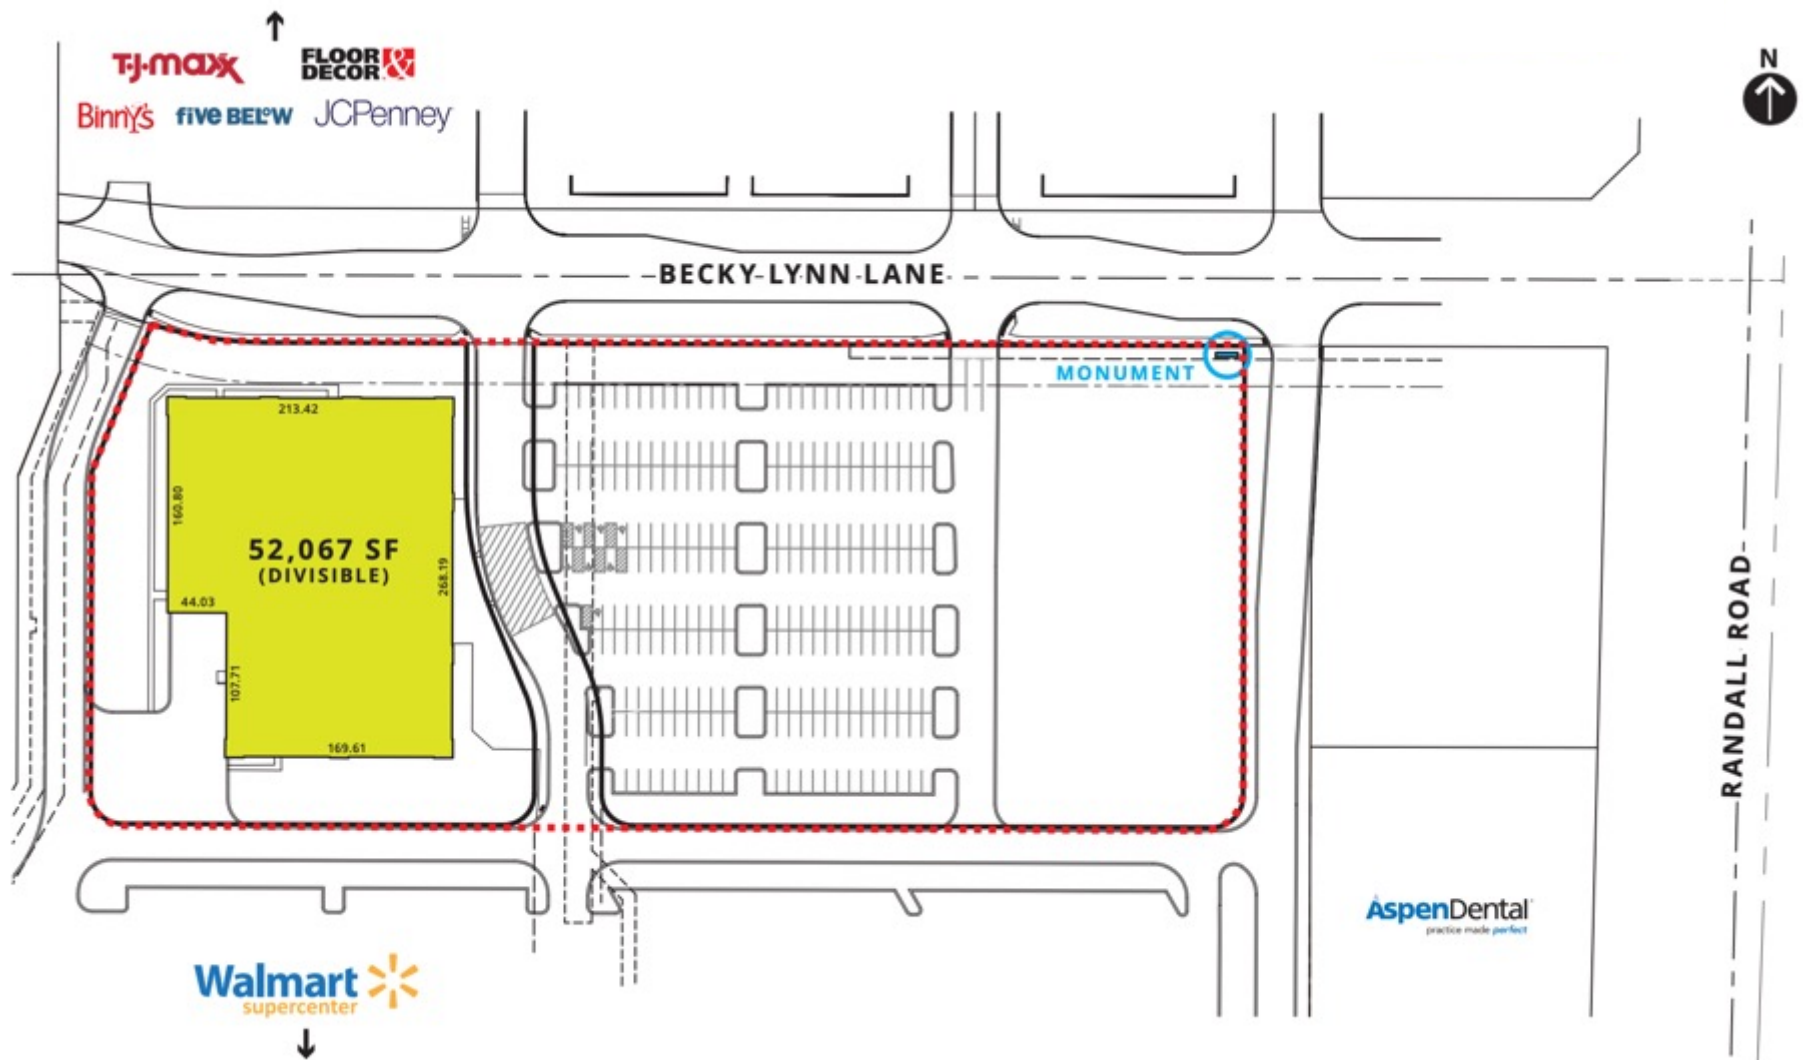 T·J·maxx
FLOOR & DECOR
Binny's
five BELOW
JCPenney
N
BECKY LYNN LANE
MONUMENT
213.42
160.80
52,067 SF
(DIVISIBLE)
268.19
44.03
107.71
169.61
RANDALL ROAD
AspenDental
practice made perfect
Walmart
supercenter